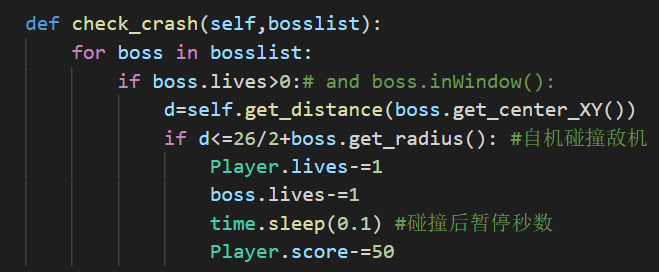 def check_crash(self,bosslist):
for boss in bosslist:
if boss.lives>0:# and boss.inWindow():
d=self.get_distance(boss.get_center_XY())
if d<=26/2+boss.get_radius(): #自机碰撞敌机
Player.lives-=1
boss.lives-=1
time.sleep(0.1) #碰撞后暂停秒数
Player.score-=50